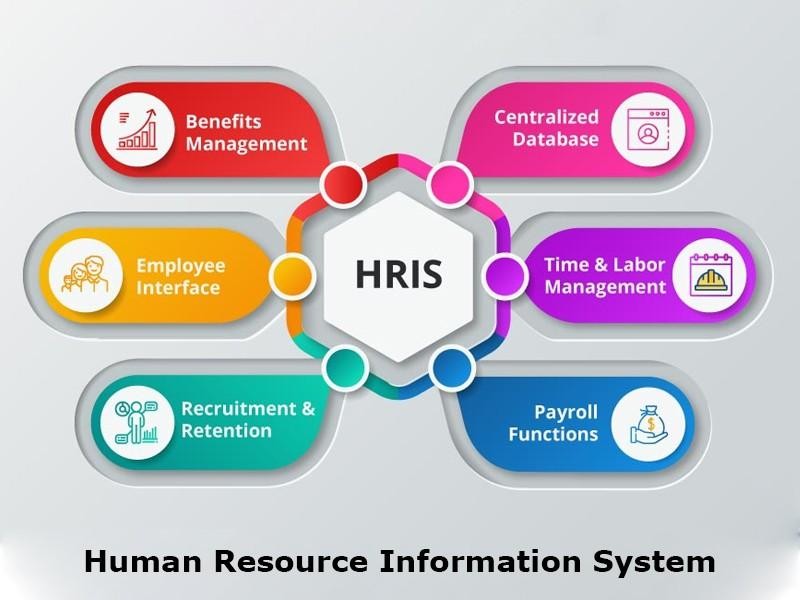 Benefits
Management
Centralized
Database
Employee
Interface
HRIS
Time & Labor
Management
Recruitment &
Retention
Payroll
Functions
$
Human Resource Information System